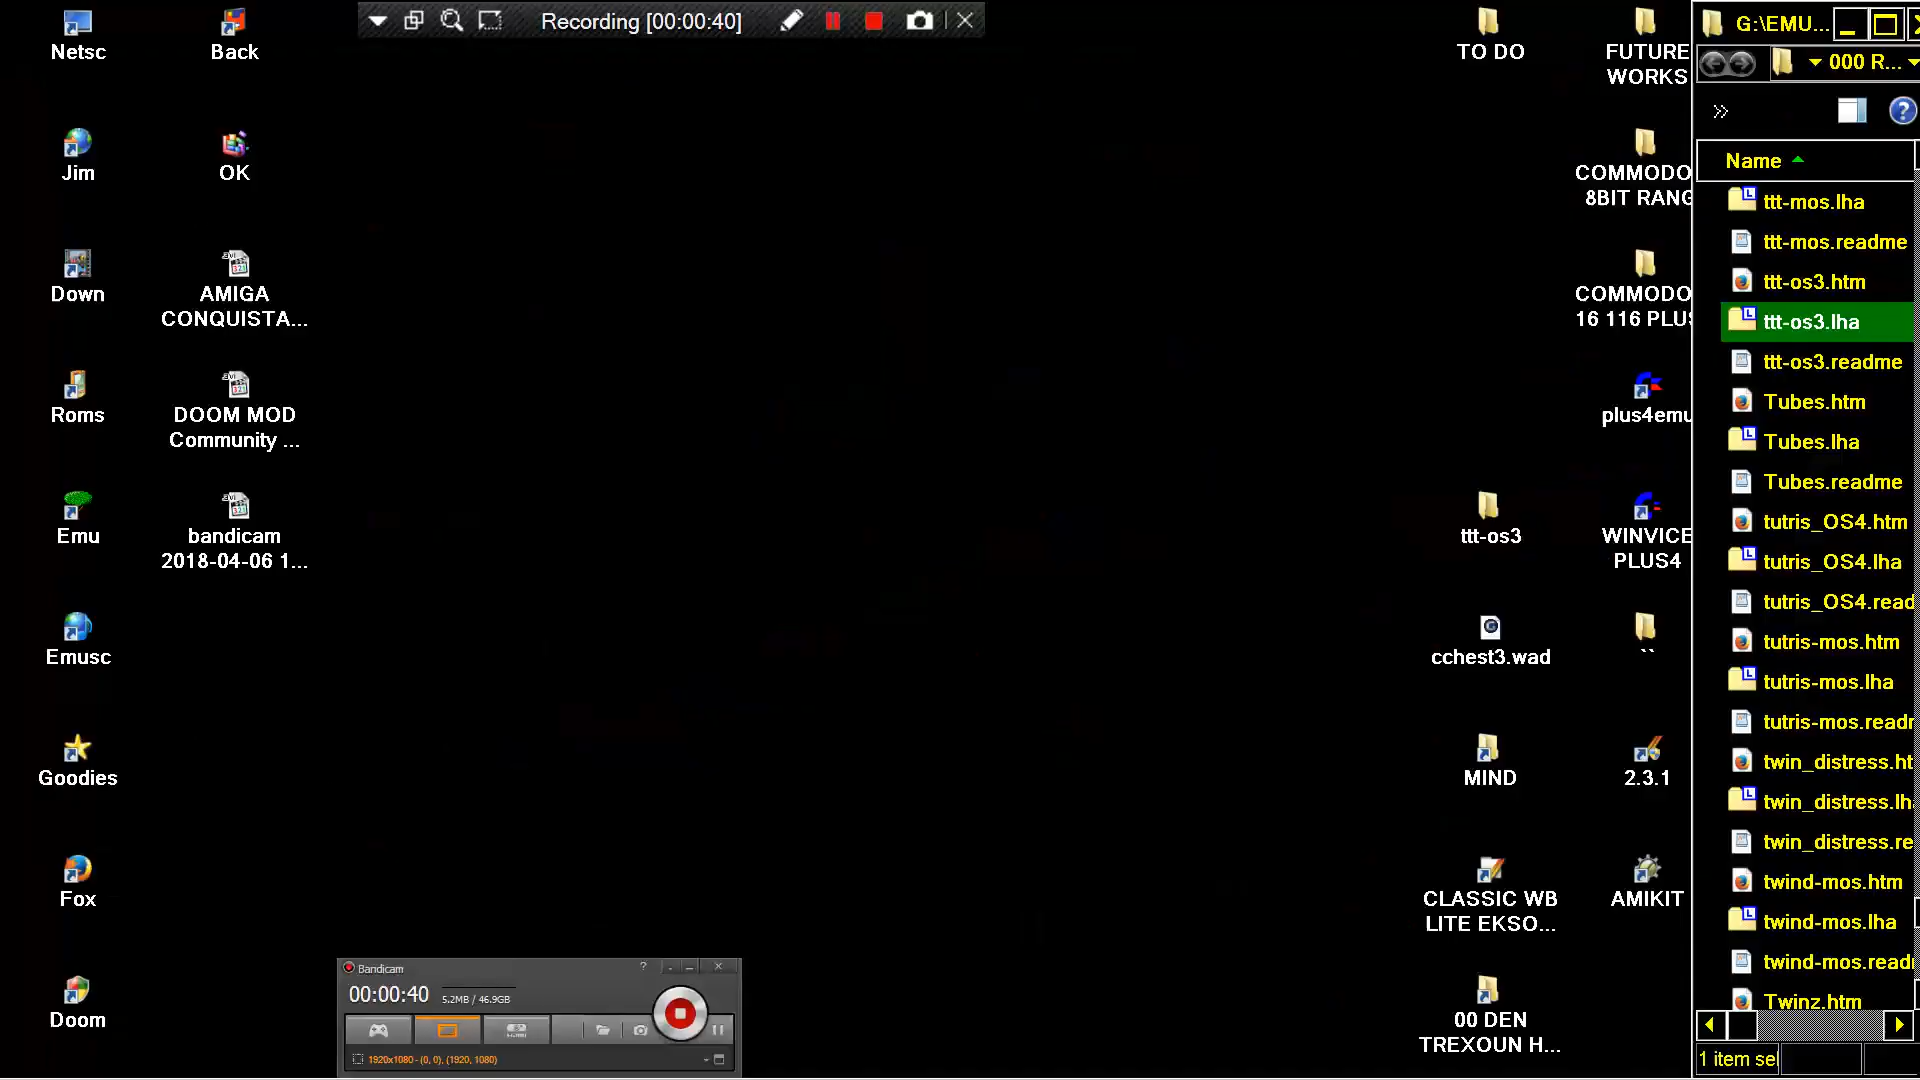 Recording [00:00:40]
Netsc
Back
Jim
OK
Down
AMIGA
CONQUISTA...
Roms
DOOM MOD
Community ...
Emu
bandicam
2018-04-06 1...
Emusc
Goodies
Fox
Doom
TO DO
FUTURE
WORKS
COMMODO
8BIT RANG
COMMODO
16 116 PLUS
plus4emu
ttt-os3
WINVICE
PLUS4
cchest3.wad
``
MIND
2.3.1
CLASSIC WB
LITE EKSO...
AMIKIT
00 DEN
TREXOUN H...
Bandicam
?
00:00:40
5.2MB / 46.9GB
1920x1080 - (0, 0), (1920, 1080)
G:\EMU...
000 R...
Name
ttt-mos.lha
ttt-mos.readme
ttt-os3.htm
ttt-os3.lha
ttt-os3.readme
Tubes.htm
Tubes.lha
Tubes.readme
tutris_OS4.htm
tutris_OS4.lha
tutris_OS4.read
tutris-mos.htm
tutris-mos.lha
tutris-mos.readm
twin_distress.ht
twin_distress.lh
twin_distress.re
twind-mos.htm
twind-mos.lha
twind-mos.readm
Twinz.htm
1 item sel